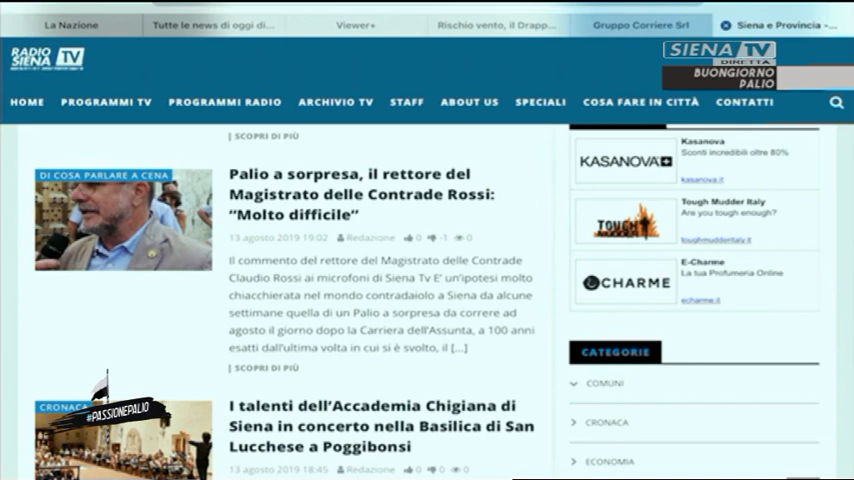 La Nazione
Tutte le news di oggi di...
Viewer+
Rischio vento, il Drapp...
Gruppo Corriere Srl
Siena e Provincia -...
RADIO SIENA TV
SIENA TV
DIRETTA
BUONGIORNO
PALIO
HOME PROGRAMMI TV PROGRAMMI RADIO ARCHIVIO TV STAFF ABOUT US SPECIALI COSA FARE IN CITTÀ CONTATTI
| SCOPRI DI PIÙ
DI COSA PARLARE A CENA
Palio a sorpresa, il rettore del
Magistrato delle Contrade Rossi:
“Molto difficile”
13 agosto 2019 19:02 Redazione 0 -1 0
Il commento del rettore del Magistrato delle Contrade
Claudio Rossi ai microfoni di Siena Tv E’ un’ipotesi molto
chiacchierata nel mondo contradaiolo a Siena da alcune
settimane quella di un Palio a sorpresa da correre ad
agosto il giorno dopo la Carriera dell’Assunta, a 100 anni
esatti dall’ultima volta in cui si è svolto, il [...]
| SCOPRI DI PIÙ
CRONACA
#PASSIONEPALIO
I talenti dell’Accademia Chigiana di
Siena in concerto nella Basilica di San
Lucchese a Poggibonsi
13 agosto 2019 18:45 Redazione 0 0 0
KASANOVA
Kasanova
Sconti incredibili oltre 80%
kasanova.it
TOUGH MUDDER
Tough Mudder Italy
Are you tough enough?
toughmudderitaly.it
CHARME
E-Charme
La tua Profumeria Online
echarme.it
CATEGORIE
COMUNI
CRONACA
ECONOMIA